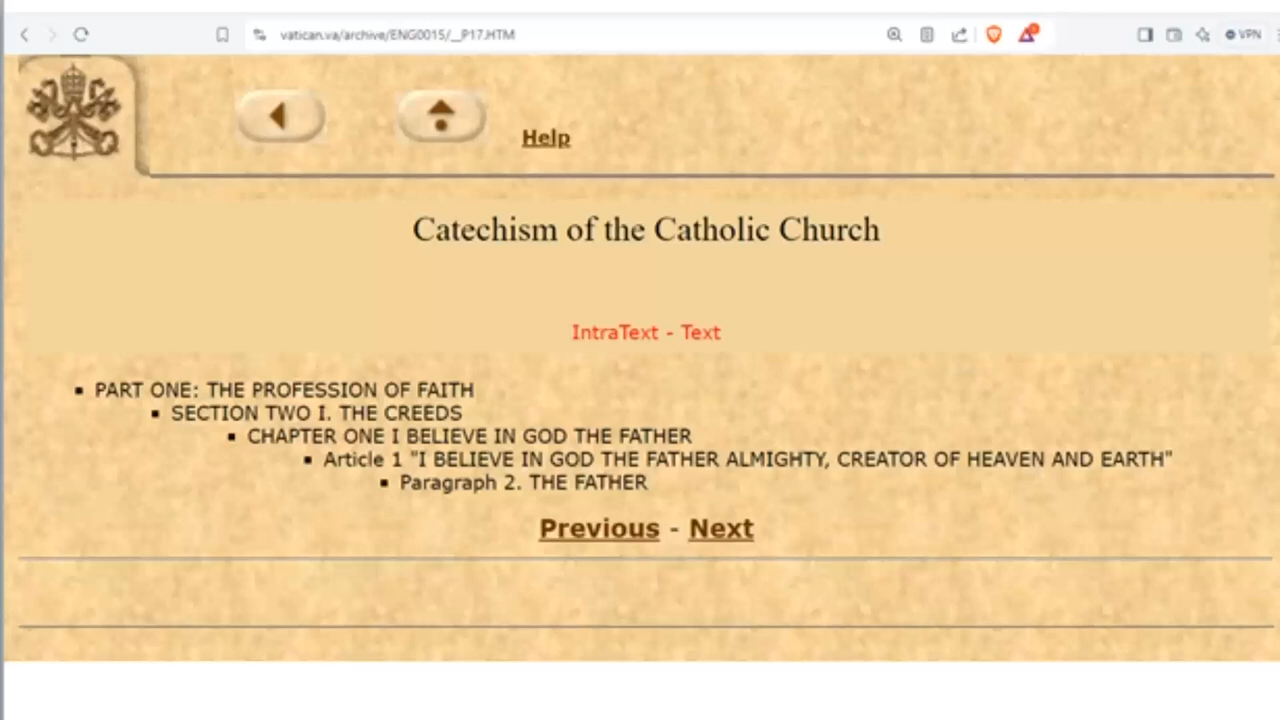 vatican.va/archive/ENG0015/__P17.HTM
VPN
Help
Catechism of the Catholic Church
IntraText - Text
PART ONE: THE PROFESSION OF FAITH
SECTION TWO I. THE CREEDS
CHAPTER ONE I BELIEVE IN GOD THE FATHER
Article 1 "I BELIEVE IN GOD THE FATHER ALMIGHTY, CREATOR OF HEAVEN AND EARTH"
Paragraph 2. THE FATHER
Previous - Next